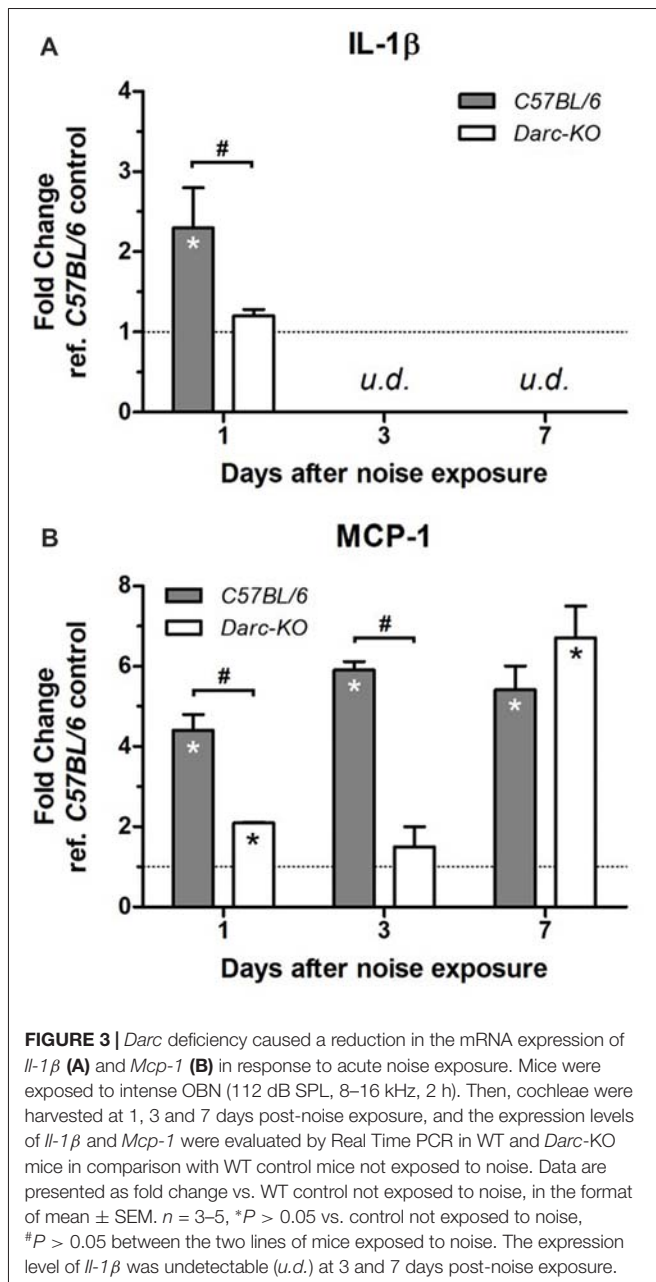 A
IL-1β
4
3
2
1
0
Fold Change
ref. C57BL/6 control
C57BL/6
Darc-KO
#
*
u.d.
u.d.
1 3 7
Days after noise exposure
B
MCP-1
8
6
4
2
0
Fold Change
ref. C57BL/6 control
C57BL/6
Darc-KO
# #
* * * * *
1 3 7
Days after noise exposure
FIGURE 3 | Darc deficiency caused a reduction in the mRNA expression of
Il-1β (A) and Mcp-1 (B) in response to acute noise exposure. Mice were
exposed to intense OBN (112 dB SPL, 8–16 kHz, 2 h). Then, cochleae were
harvested at 1, 3 and 7 days post-noise exposure, and the expression levels
of Il-1β and Mcp-1 were evaluated by Real Time PCR in WT and Darc-KO
mice in comparison with WT control mice not exposed to noise. Data are
presented as fold change vs. WT control not exposed to noise, in the format
of mean ± SEM. n = 3–5, *P > 0.05 vs. control not exposed to noise,
#P > 0.05 between the two lines of mice exposed to noise. The expression
level of Il-1β was undetectable (u.d.) at 3 and 7 days post-noise exposure.